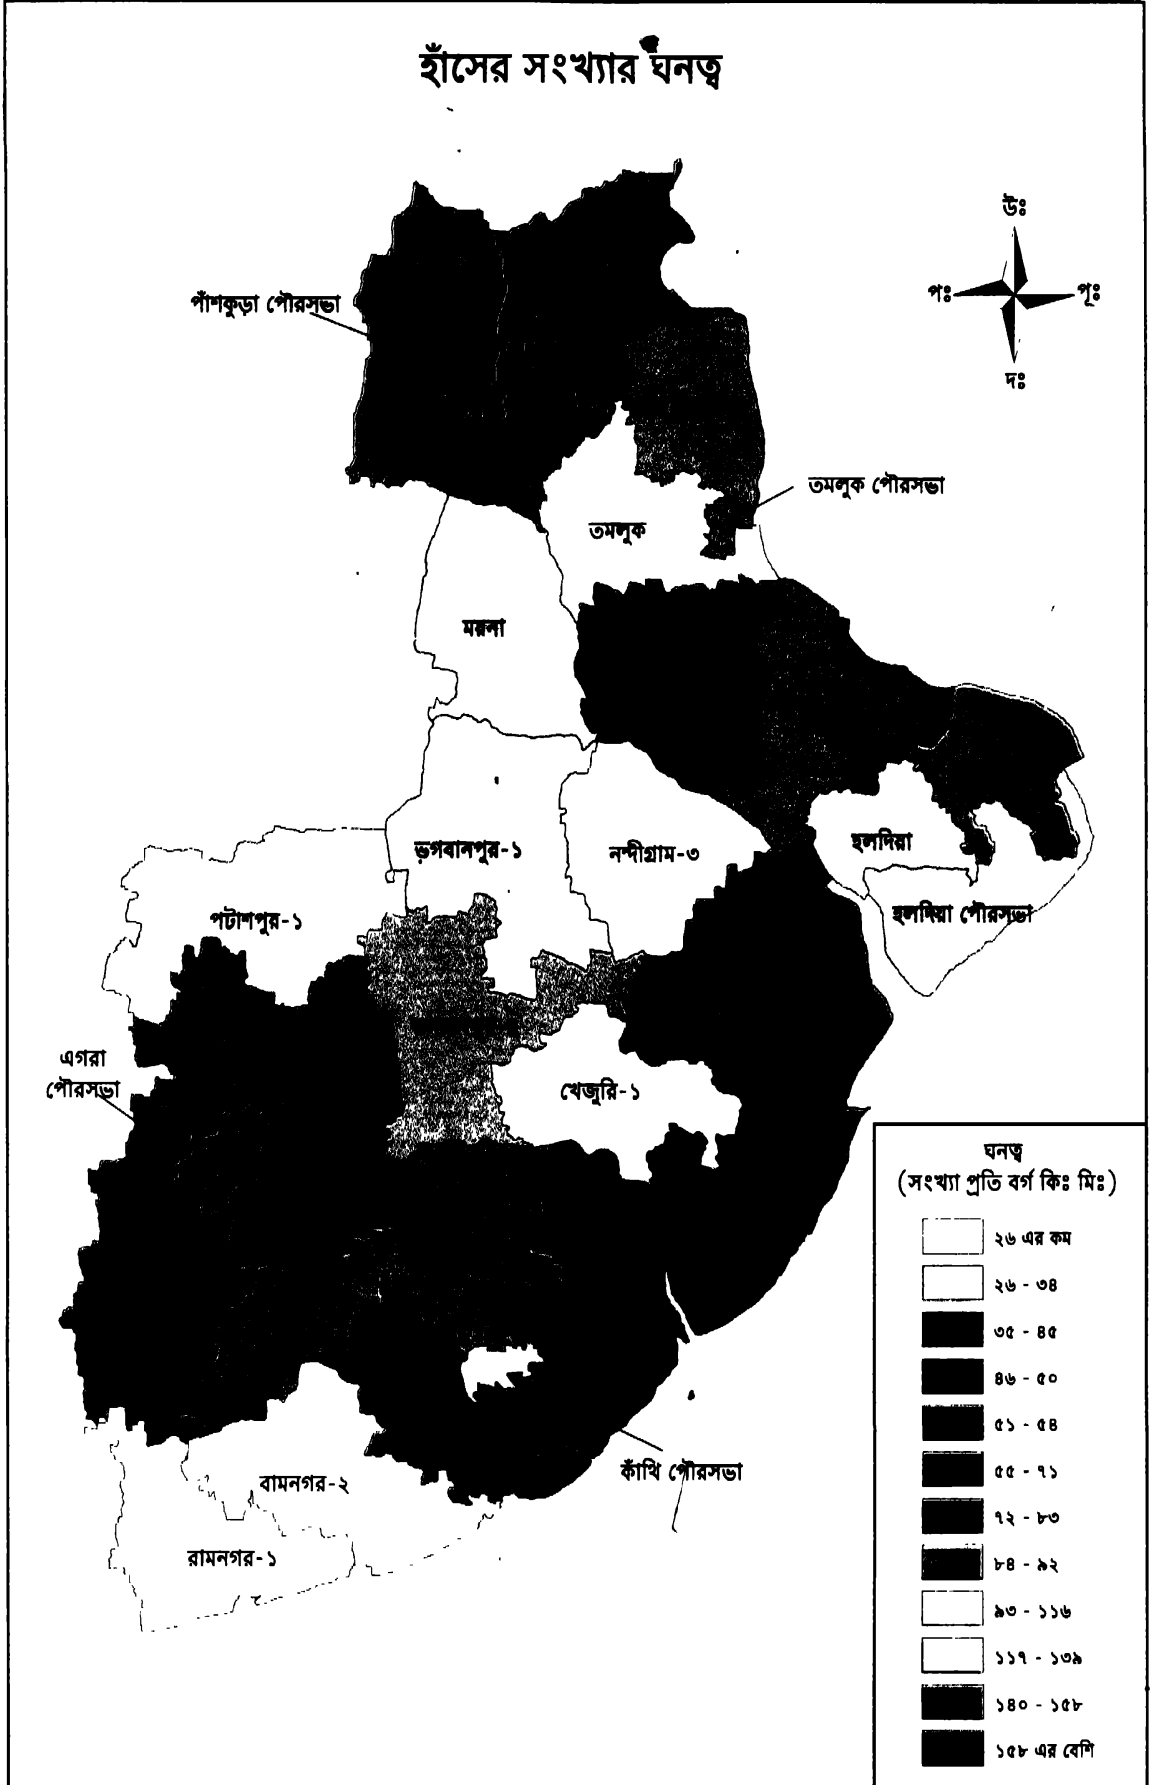 হাঁসের সংখ্যার ঘনত্ব
উঃ
পঃ
পূঃ
দঃ
পাঁশকুড়া পৌরসভা
তমলুক পৌরসভা
তমলুক
ময়না
ভগবানপুর-১
নন্দীগ্রাম-৩
হলদিয়া
হলদিয়া পৌরসভা
পটাশপুর-১
এগরা
পৌরসভা
খেজুরি-১
কাঁথি পৌরসভা
রামনগর-২
রামনগর-১
ঘনত্ব
(সংখ্যা প্রতি বর্গ কিঃ মিঃ)
২৬ এর কম
২৬ - ৩৪
৩৫ - ৪৫
৪৬ - ৫০
৫১ - ৫৪
৫৫ - ৭১
৭২ - ৮৩
৮৪ - ৯২
৯৩ - ১১৬
১১৭ - ১৩৯
১৪০ - ১৫৮
১৫৮ এর বেশি